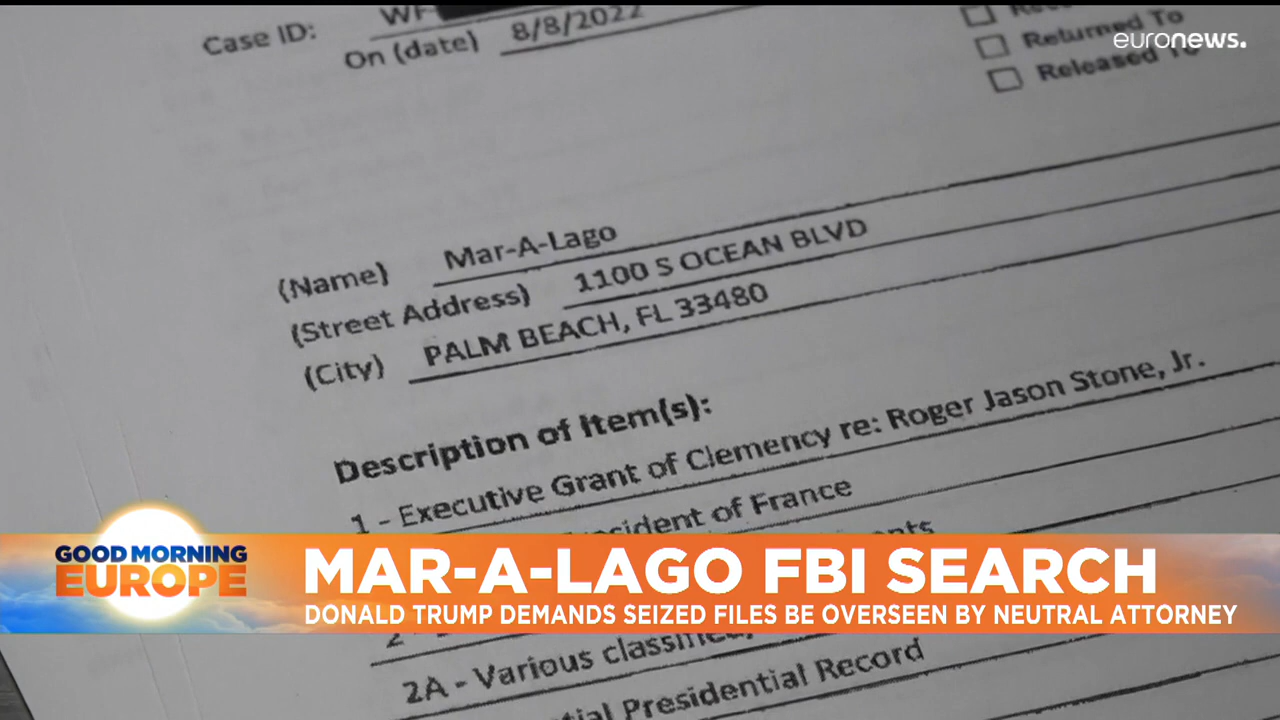 Case ID: WF
On (date) 8/8/2022
Returned To
Released To
euronews.
(Name) Mar-A-Lago
(Street Address) 1100 S OCEAN BLVD
(City) PALM BEACH, FL 33480
Description of Item(s):
1 - Executive Grant of Clemency re: Roger Jason Stone, Jr.
of France
GOOD MORNING
EUROPE
MAR-A-LAGO FBI SEARCH
DONALD TRUMP DEMANDS SEIZED FILES BE OVERSEEN BY NEUTRAL ATTORNEY
2A - Various
Presidential Record